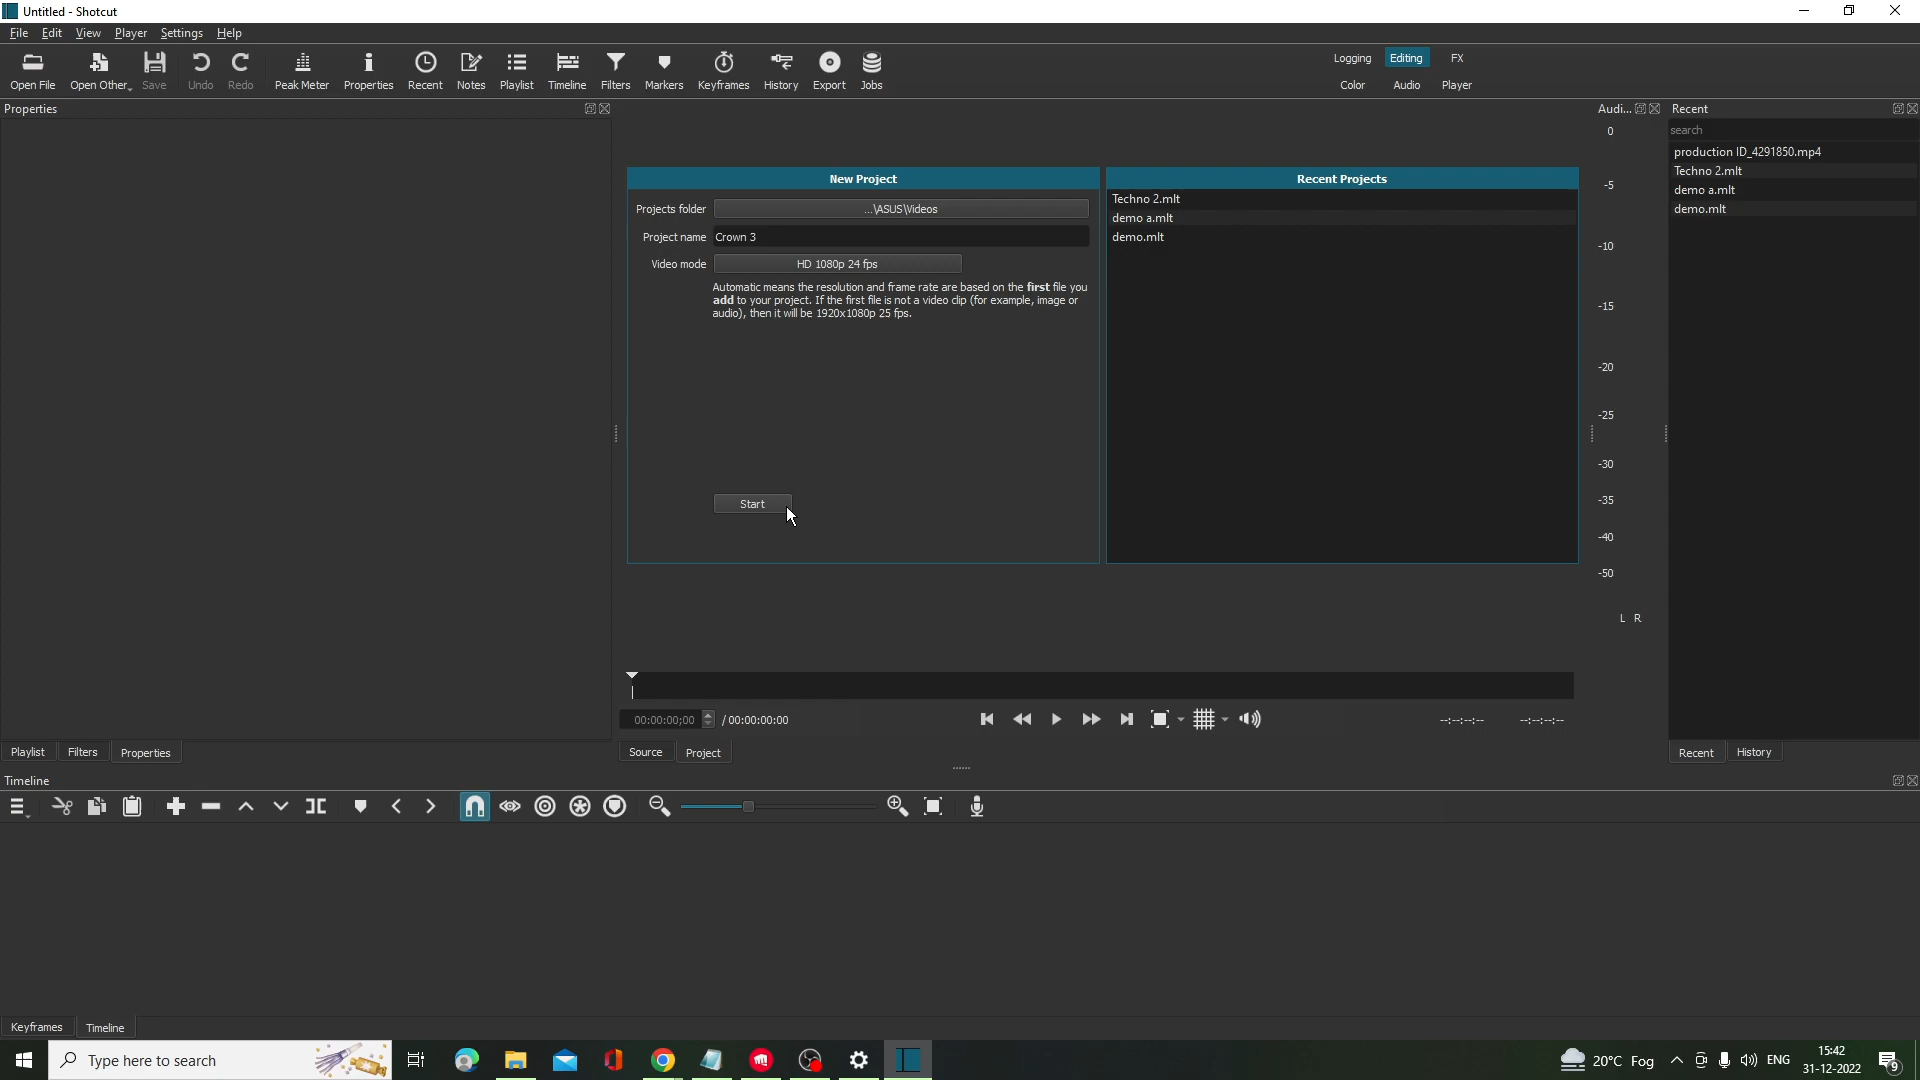 Untitled - Shotcut
File Edit View Player Settings Help
Open File Open Other... Save Undo Redo Peak Meter Properties Recent Notes Playlist Timeline Filters Markers Keyframes History Export Jobs
Logging Editing FX
Color Audio Player
Properties
Audi...
Recent
search
production ID_4291850.mp4
Techno 2.mlt
demo a.mlt
demo.mlt
New Project
Projects folder ...\ASUS\Videos
Project name Crown 3
Video mode HD 1080p 24 fps
Automatic means the resolution and frame rate are based on the first file you
add to your project. If the first file is not a video clip (for example, image or
audio), then it will be 1920x1080p 25 fps.
Start
Recent Projects
Techno 2.mlt
demo a.mlt
demo.mlt
0
-5
-10
-15
-20
-25
-30
-35
-40
-50
L R
00:00:00;00 / 00:00:00:00 --:--:--:-- --:--:--:--
Playlist Filters Properties
Source Project
Recent History
Timeline
Keyframes Timeline
Type here to search
20°C Fog
ENG
15:42
31-12-2022
9